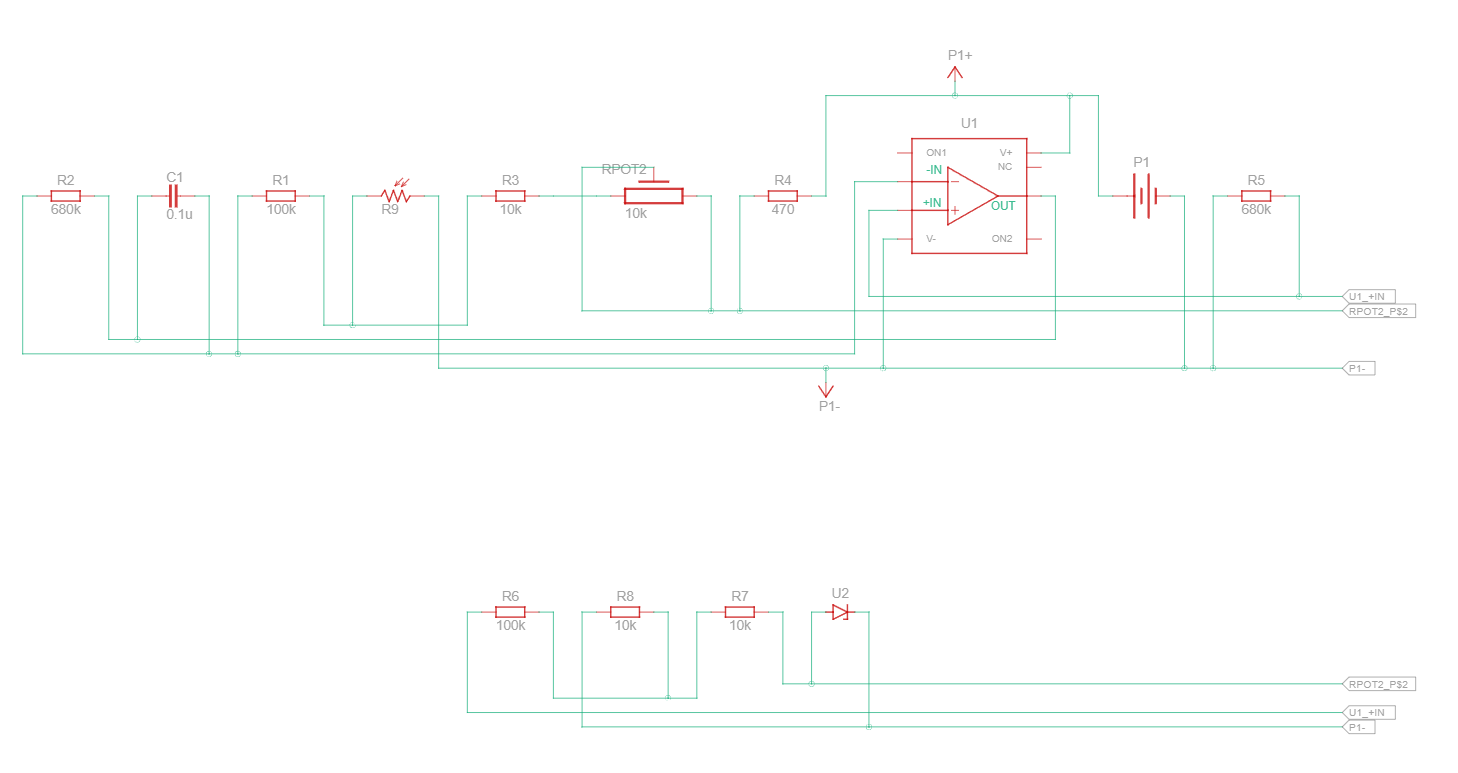 P1+
U1
ON1
V+
NC
-IN
+IN
OUT
V-
ON2
R2
680k
C1
0.1u
R1
100k
R9
R3
10k
RPOT2
10k
R4
470
P1
R5
680k
U1_+IN
RPOT2_P$2
P1-
P1-
R6
100k
R8
10k
R7
10k
U2
RPOT2_P$2
U1_+IN
P1-